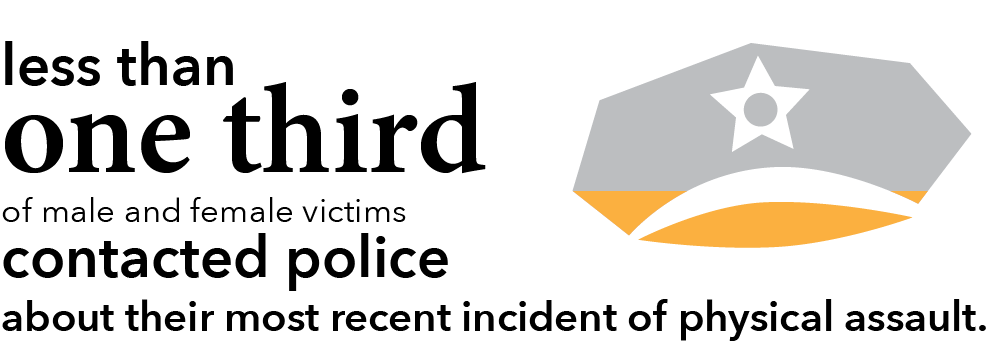 less than
one third
of male and female victims
contacted police
about their most recent incident of physical assault.